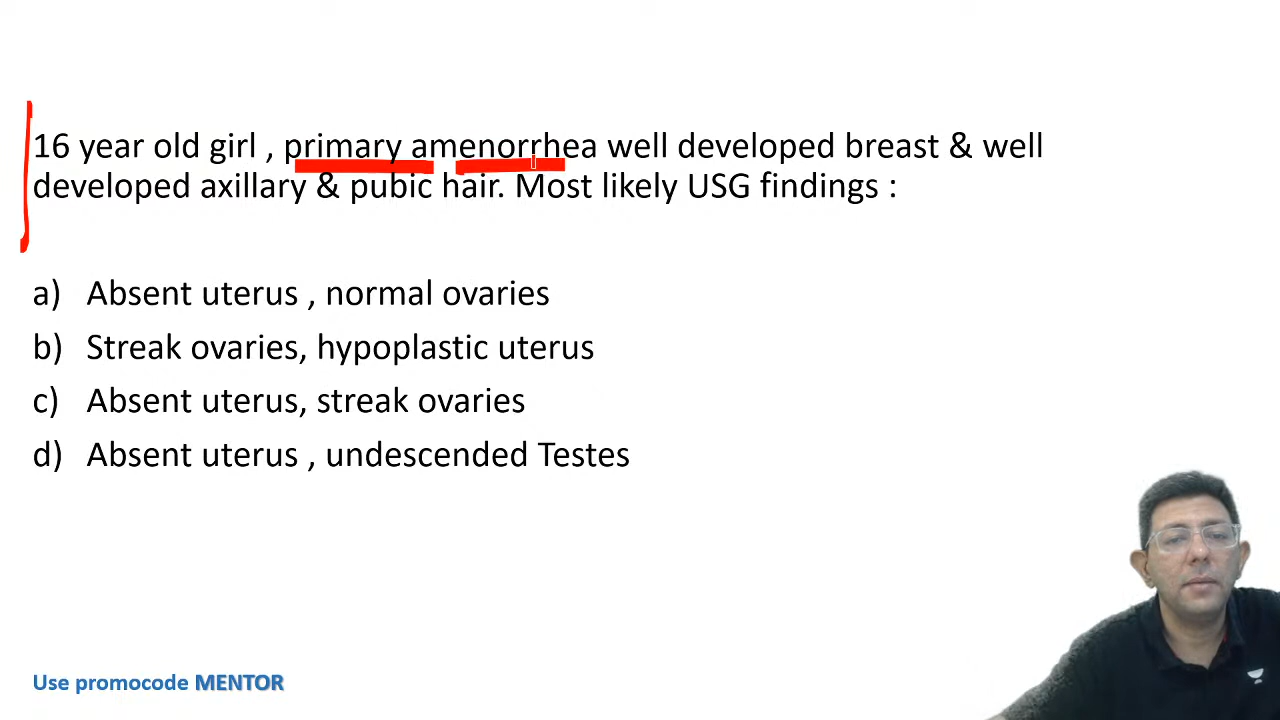 16 year old girl , primary amenorrhea well developed breast & well
developed axillary & pubic hair. Most likely USG findings :
a) Absent uterus , normal ovaries
b) Streak ovaries, hypoplastic uterus
c) Absent uterus, streak ovaries
d) Absent uterus , undescended Testes
Use promocode MENTOR